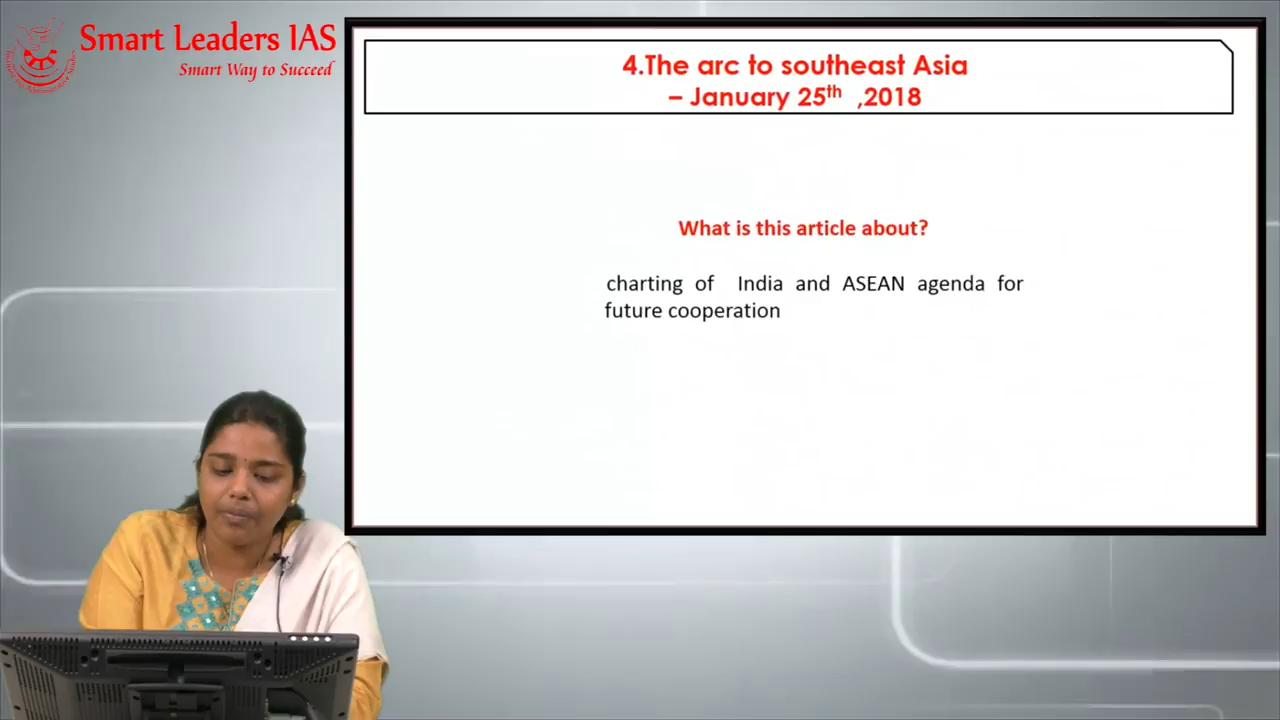 Smart Leaders IAS
Smart Way to Succeed
4.The arc to southeast Asia
– January 25th ,2018
What is this article about?
charting of India and ASEAN agenda for
future cooperation